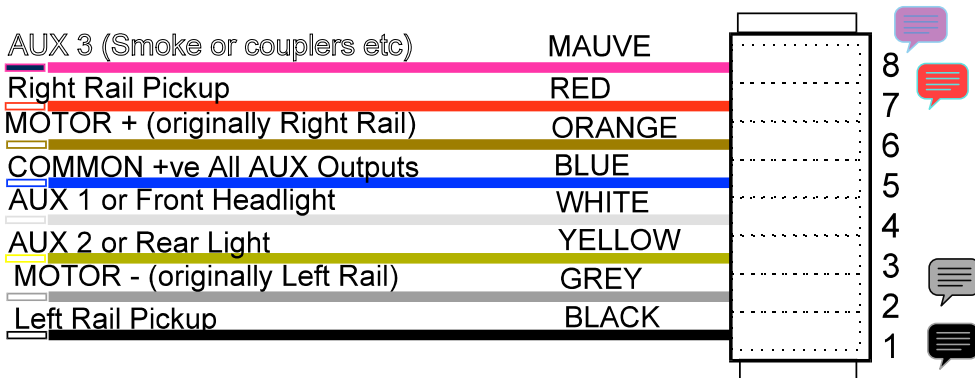 AUX 3 (Smoke or couplers etc) MAUVE
8
Right Rail Pickup RED
7
MOTOR + (originally Right Rail) ORANGE
6
COMMON +ve All AUX Outputs BLUE
5
AUX 1 or Front Headlight WHITE
4
AUX 2 or Rear Light YELLOW
3
MOTOR - (originally Left Rail) GREY
2
Left Rail Pickup BLACK
1